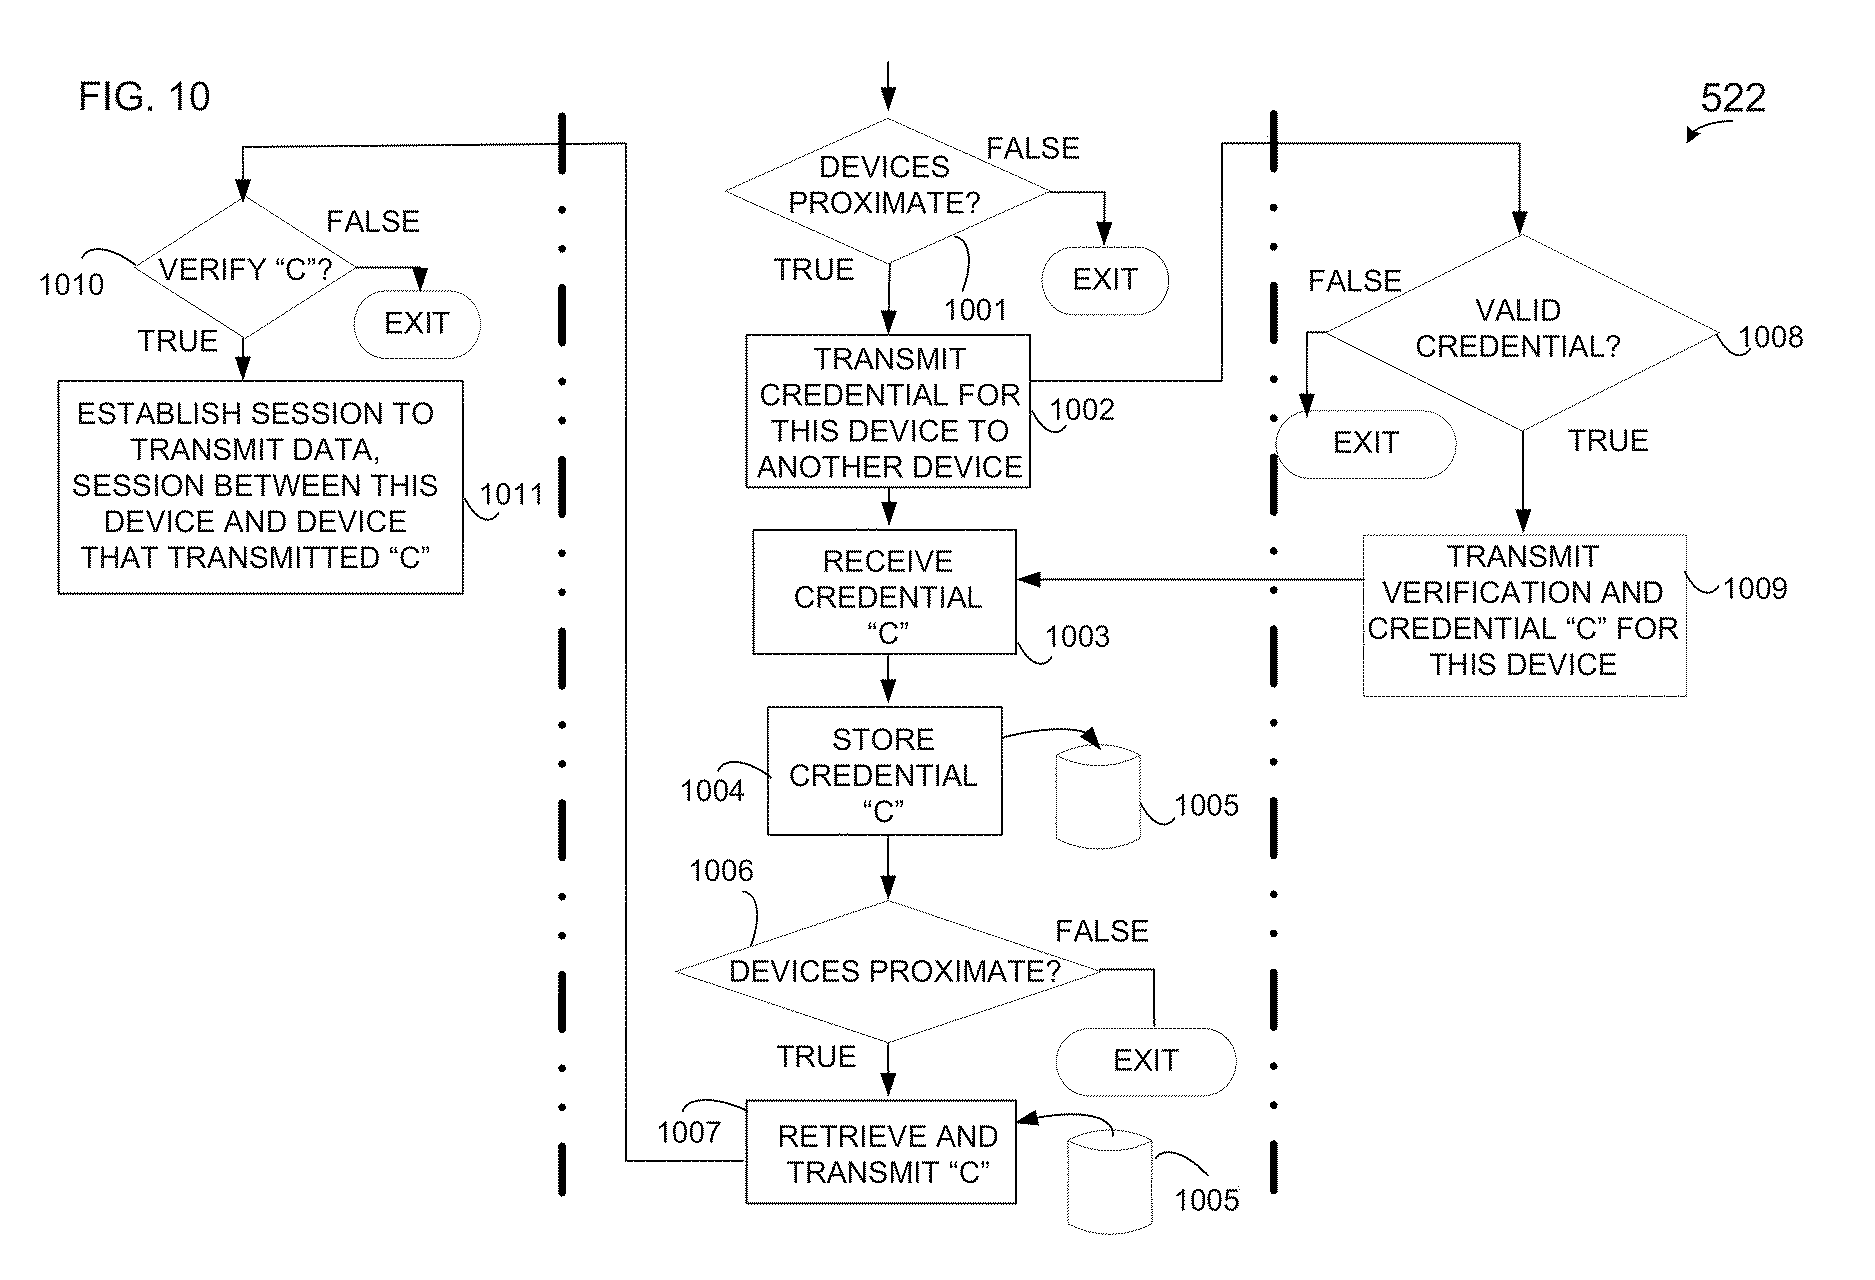 FIG. 10
522
DEVICES
PROXIMATE?
FALSE
TRUE
1001
EXIT
TRANSMIT
CREDENTIAL FOR
THIS DEVICE TO
ANOTHER DEVICE
1002
RECEIVE
CREDENTIAL
“C”
1003
STORE
CREDENTIAL
“C”
1004
1005
1006
DEVICES PROXIMATE?
FALSE
TRUE
EXIT
1007
RETRIEVE AND
TRANSMIT “C”
1005
VALID
CREDENTIAL?
FALSE
1008
EXIT
TRUE
TRANSMIT
VERIFICATION AND
CREDENTIAL “C” FOR
THIS DEVICE
1009
VERIFY “C”?
FALSE
1010
TRUE
EXIT
ESTABLISH SESSION TO
TRANSMIT DATA,
SESSION BETWEEN THIS
DEVICE AND DEVICE
THAT TRANSMITTED “C”
1011